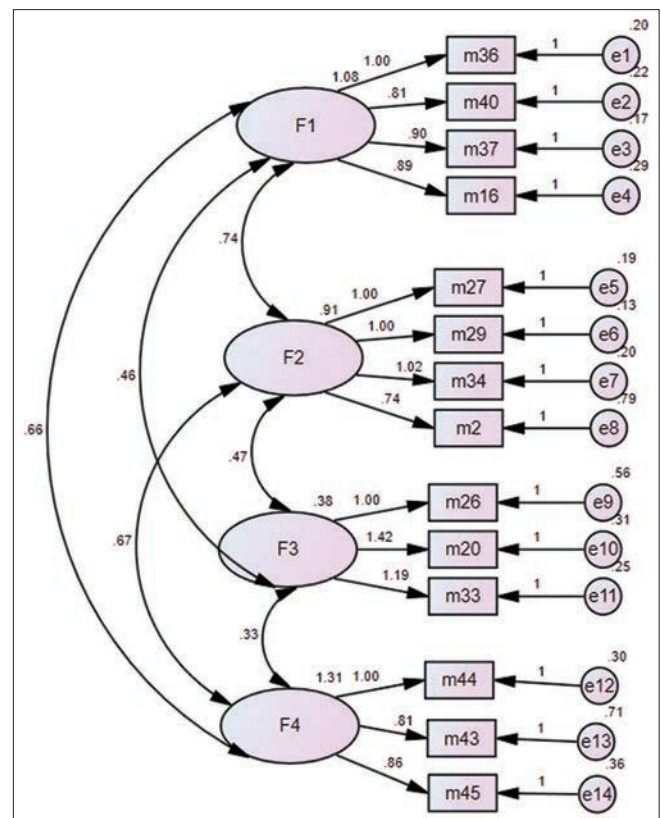 .20
1.00 m36 1 e1
1.08 .22
F1 .81 m40 1 e2
.17
.90 m37 1 e3
.29
.89 m16 1 e4
.74
.19
.91 1.00 m27 1 e5
.13
F2 1.00 m29 1 e6
.20
1.02 m34 1 e7
.79
.74 m2 1 e8
.46
.66
.47
.56
.38 1.00 m26 1 e9
.31
F3 1.42 m20 1 e10
.25
1.19 m33 1 e11
.67
.33
.30
1.31 1.00 m44 1 e12
.71
F4 .81 m43 1 e13
.36
.86 m45 1 e14